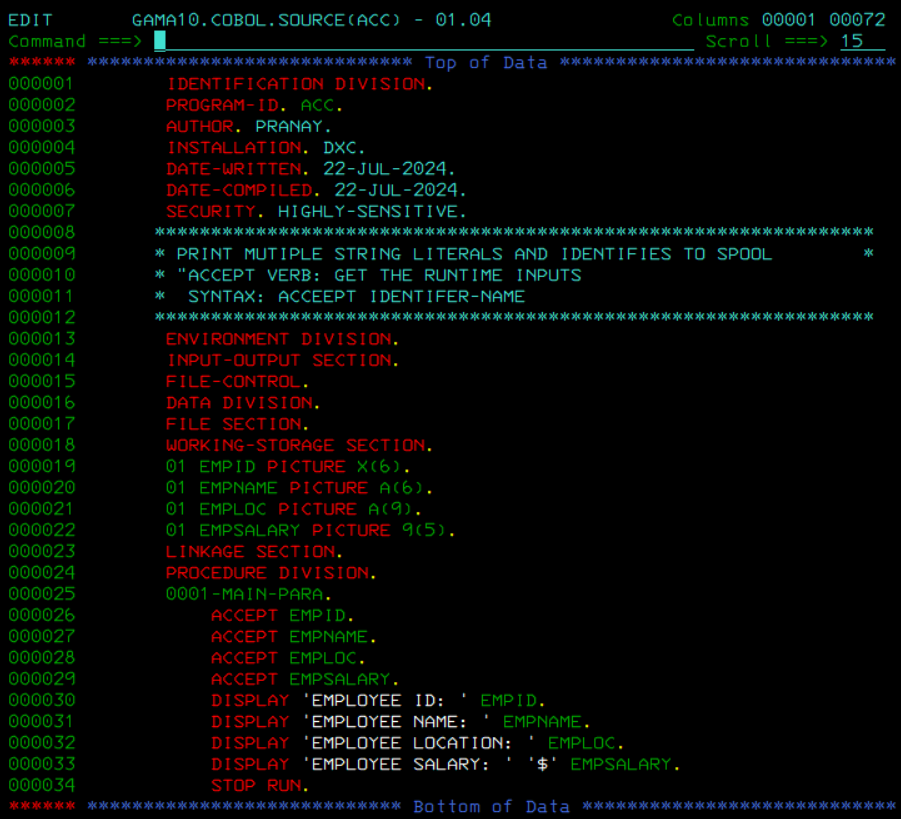 EDIT       GAMA10.COBOL.SOURCE(ACC) - 01.04                Columns 00001 00072
Command ===>                                                  Scroll ===> 15
****** ***************************** Top of Data ******************************
000001        IDENTIFICATION DIVISION.
000002        PROGRAM-ID. ACC.
000003        AUTHOR. PRANAY.
000004        INSTALLATION. DXC.
000005        DATE-WRITTEN. 22-JUL-2024.
000006        DATE-COMPILED. 22-JUL-2024.
000007        SECURITY. HIGHLY-SENSITIVE.
000008       ****************************************************************
000009       * PRINT MUTIPLE STRING LITERALS AND IDENTIFIES TO SPOOL        *
000010       * "ACCEPT VERB: GET THE RUNTIME INPUTS
000011       *  SYNTAX: ACCEEPT IDENTIFER-NAME
000012       ****************************************************************
000013        ENVIRONMENT DIVISION.
000014        INPUT-OUTPUT SECTION.
000015        FILE-CONTROL.
000016        DATA DIVISION.
000017        FILE SECTION.
000018        WORKING-STORAGE SECTION.
000019        01 EMPID PICTURE X(6).
000020        01 EMPNAME PICTURE A(6).
000021        01 EMPLOC PICTURE A(9).
000022        01 EMPSALARY PICTURE 9(5).
000023        LINKAGE SECTION.
000024        PROCEDURE DIVISION.
000025        0001-MAIN-PARA.
000026            ACCEPT EMPID.
000027            ACCEPT EMPNAME.
000028            ACCEPT EMPLOC.
000029            ACCEPT EMPSALARY.
000030            DISPLAY 'EMPLOYEE ID: ' EMPID.
000031            DISPLAY 'EMPLOYEE NAME: ' EMPNAME.
000032            DISPLAY 'EMPLOYEE LOCATION: ' EMPLOC.
000033            DISPLAY 'EMPLOYEE SALARY: ' '$' EMPSALARY.
000034            STOP RUN.
****** **************************** Bottom of Data ****************************